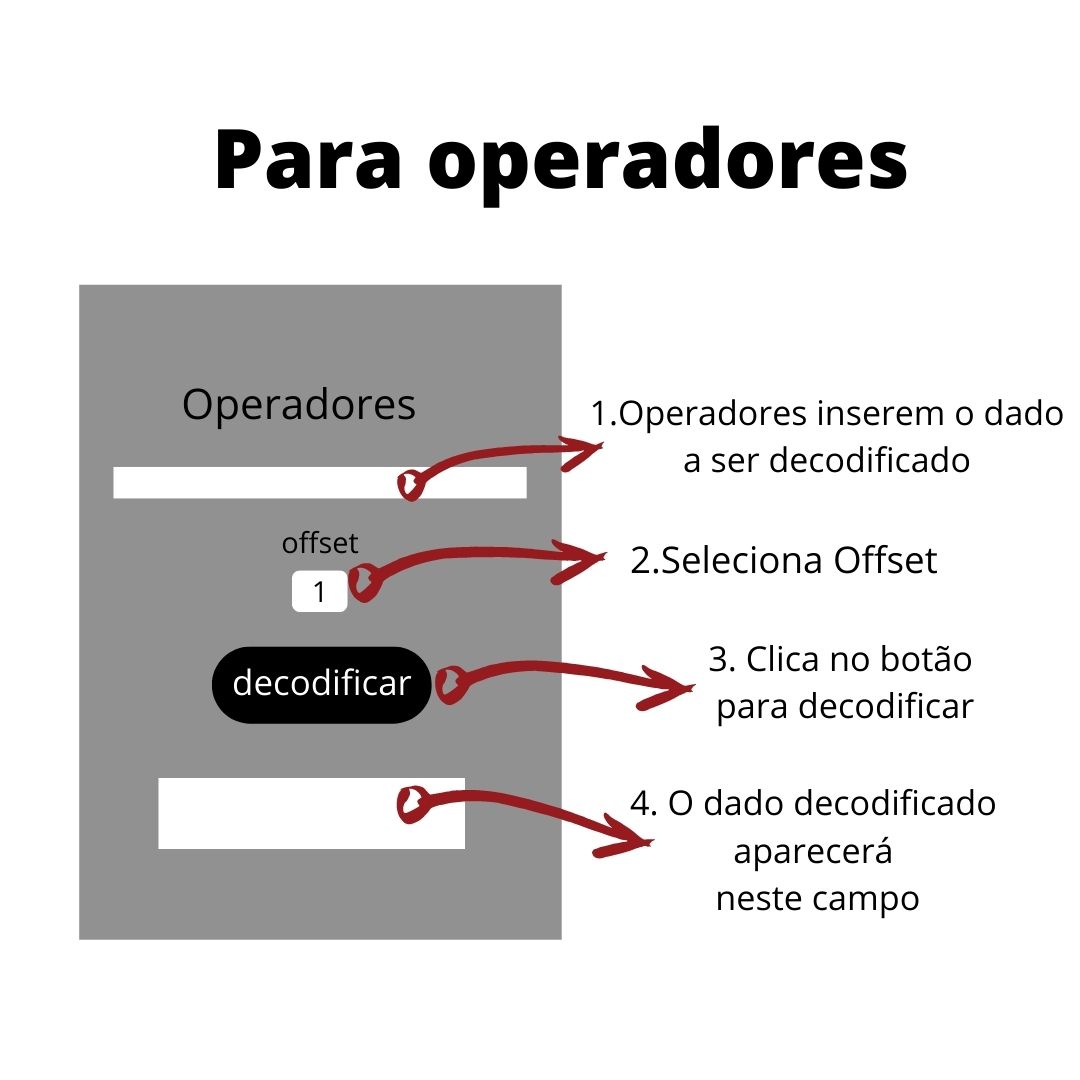 Para operadores
Operadores
offset
1
decodificar
1.Operadores inserem o dado
a ser decodificado
2.Seleciona Offset
3. Clica no botão
para decodificar
4. O dado decodificado
aparecerá
neste campo